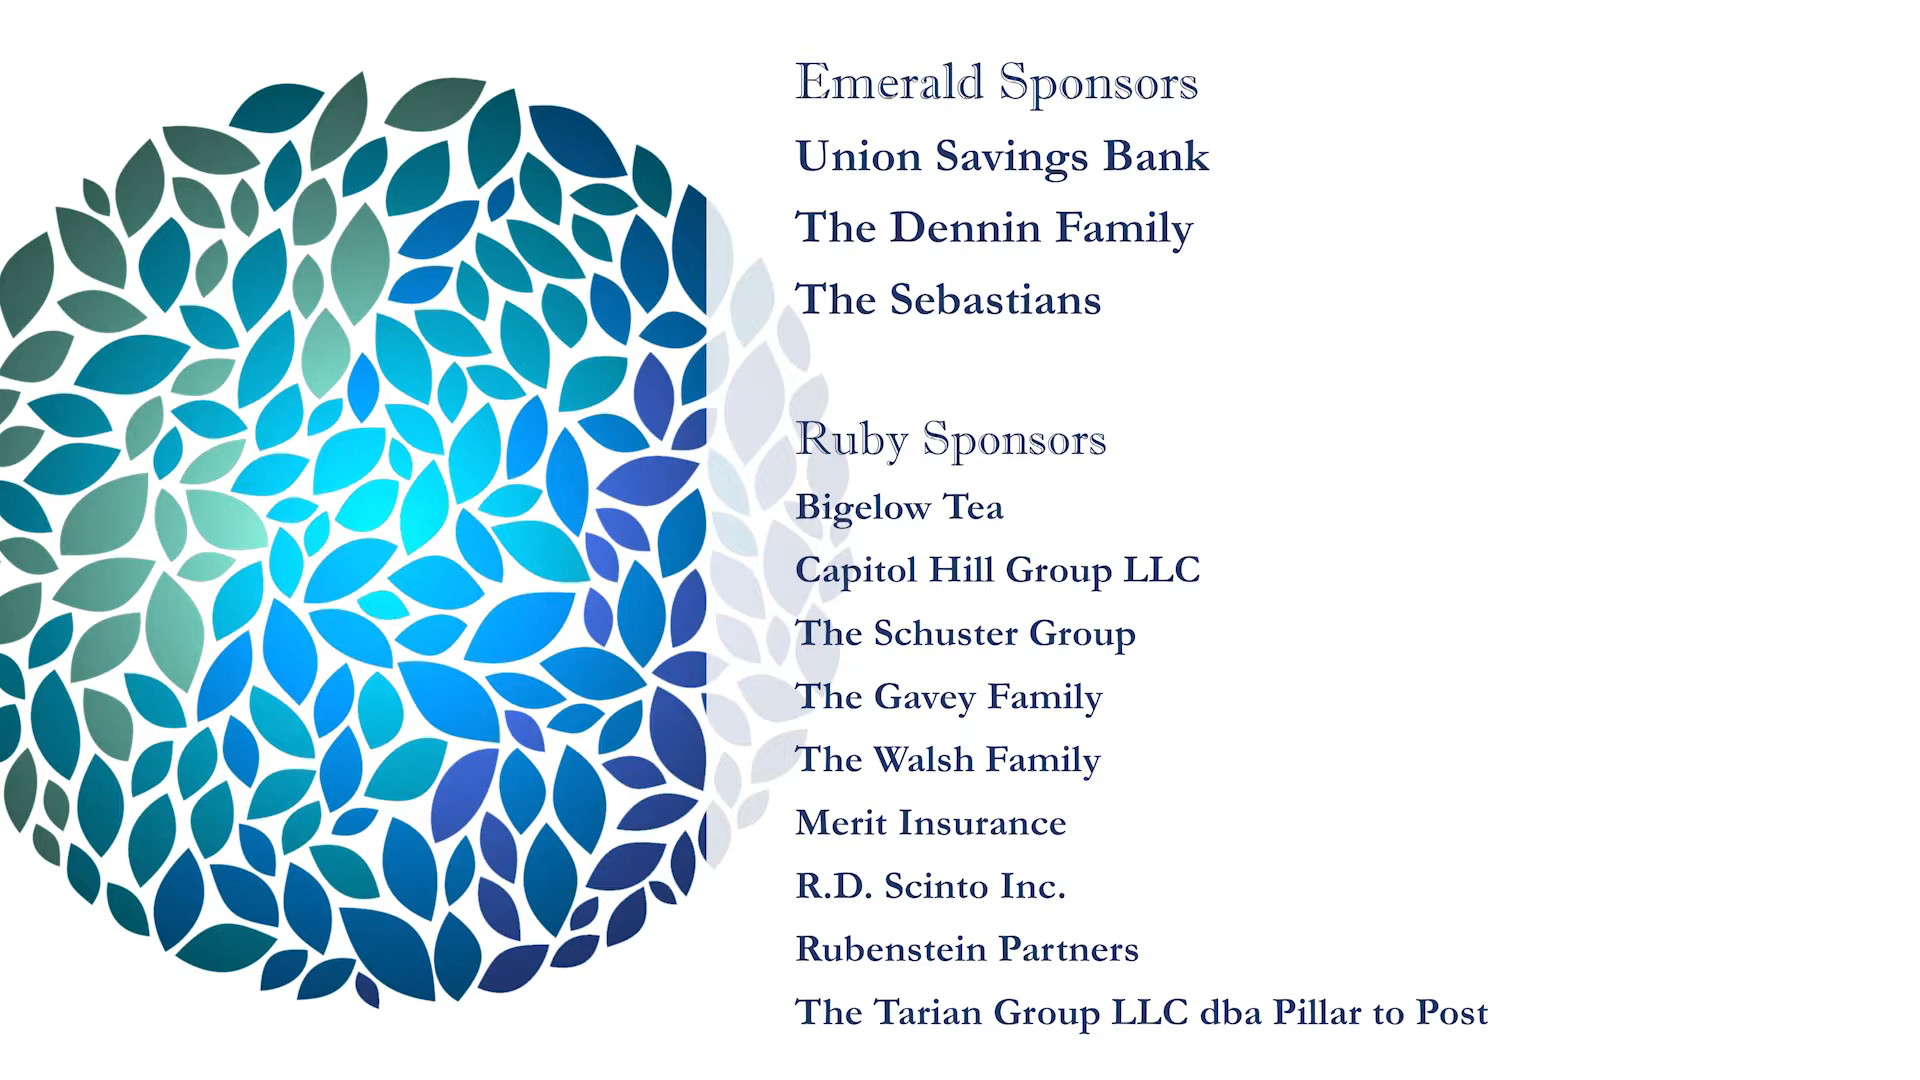 Emerald Sponsors
Union Savings Bank
The Dennin Family
The Sebastians
Ruby Sponsors
Bigelow Tea
Capitol Hill Group LLC
The Schuster Group
The Gavey Family
The Walsh Family
Merit Insurance
R.D. Scinto Inc.
Rubenstein Partners
The Tarian Group LLC dba Pillar to Post